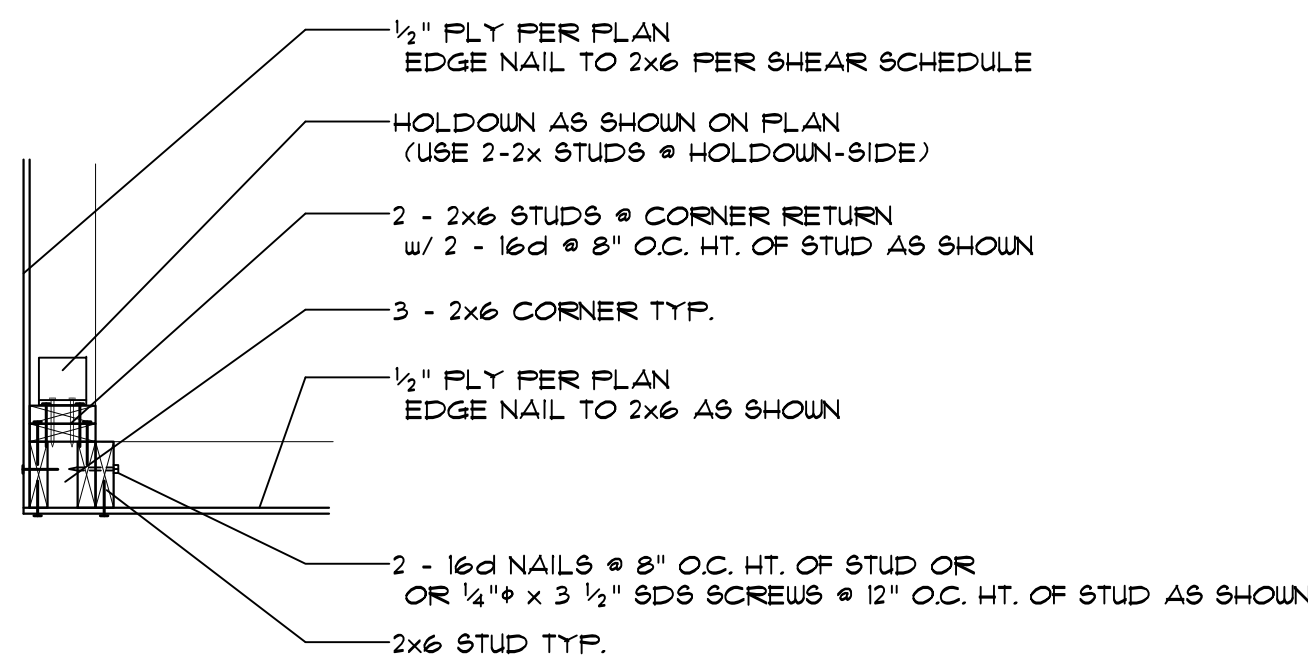 ½" PLY PER PLAN
EDGE NAIL TO 2x6 PER SHEAR SCHEDULE
HOLDOWN AS SHOWN ON PLAN
(USE 2-2x STUDS @ HOLDOWN-SIDE)
2 - 2x6 STUDS @ CORNER RETURN
w/ 2 - 16d @ 8" O.C. HT. OF STUD AS SHOWN
3 - 2x6 CORNER TYP.
½" PLY PER PLAN
EDGE NAIL TO 2x6 AS SHOWN
2 - 16d NAILS @ 8" O.C. HT. OF STUD OR
OR ¼"φ x 3 ½" SDS SCREWS @ 12" O.C. HT. OF STUD AS SHOWN
2x6 STUD TYP.